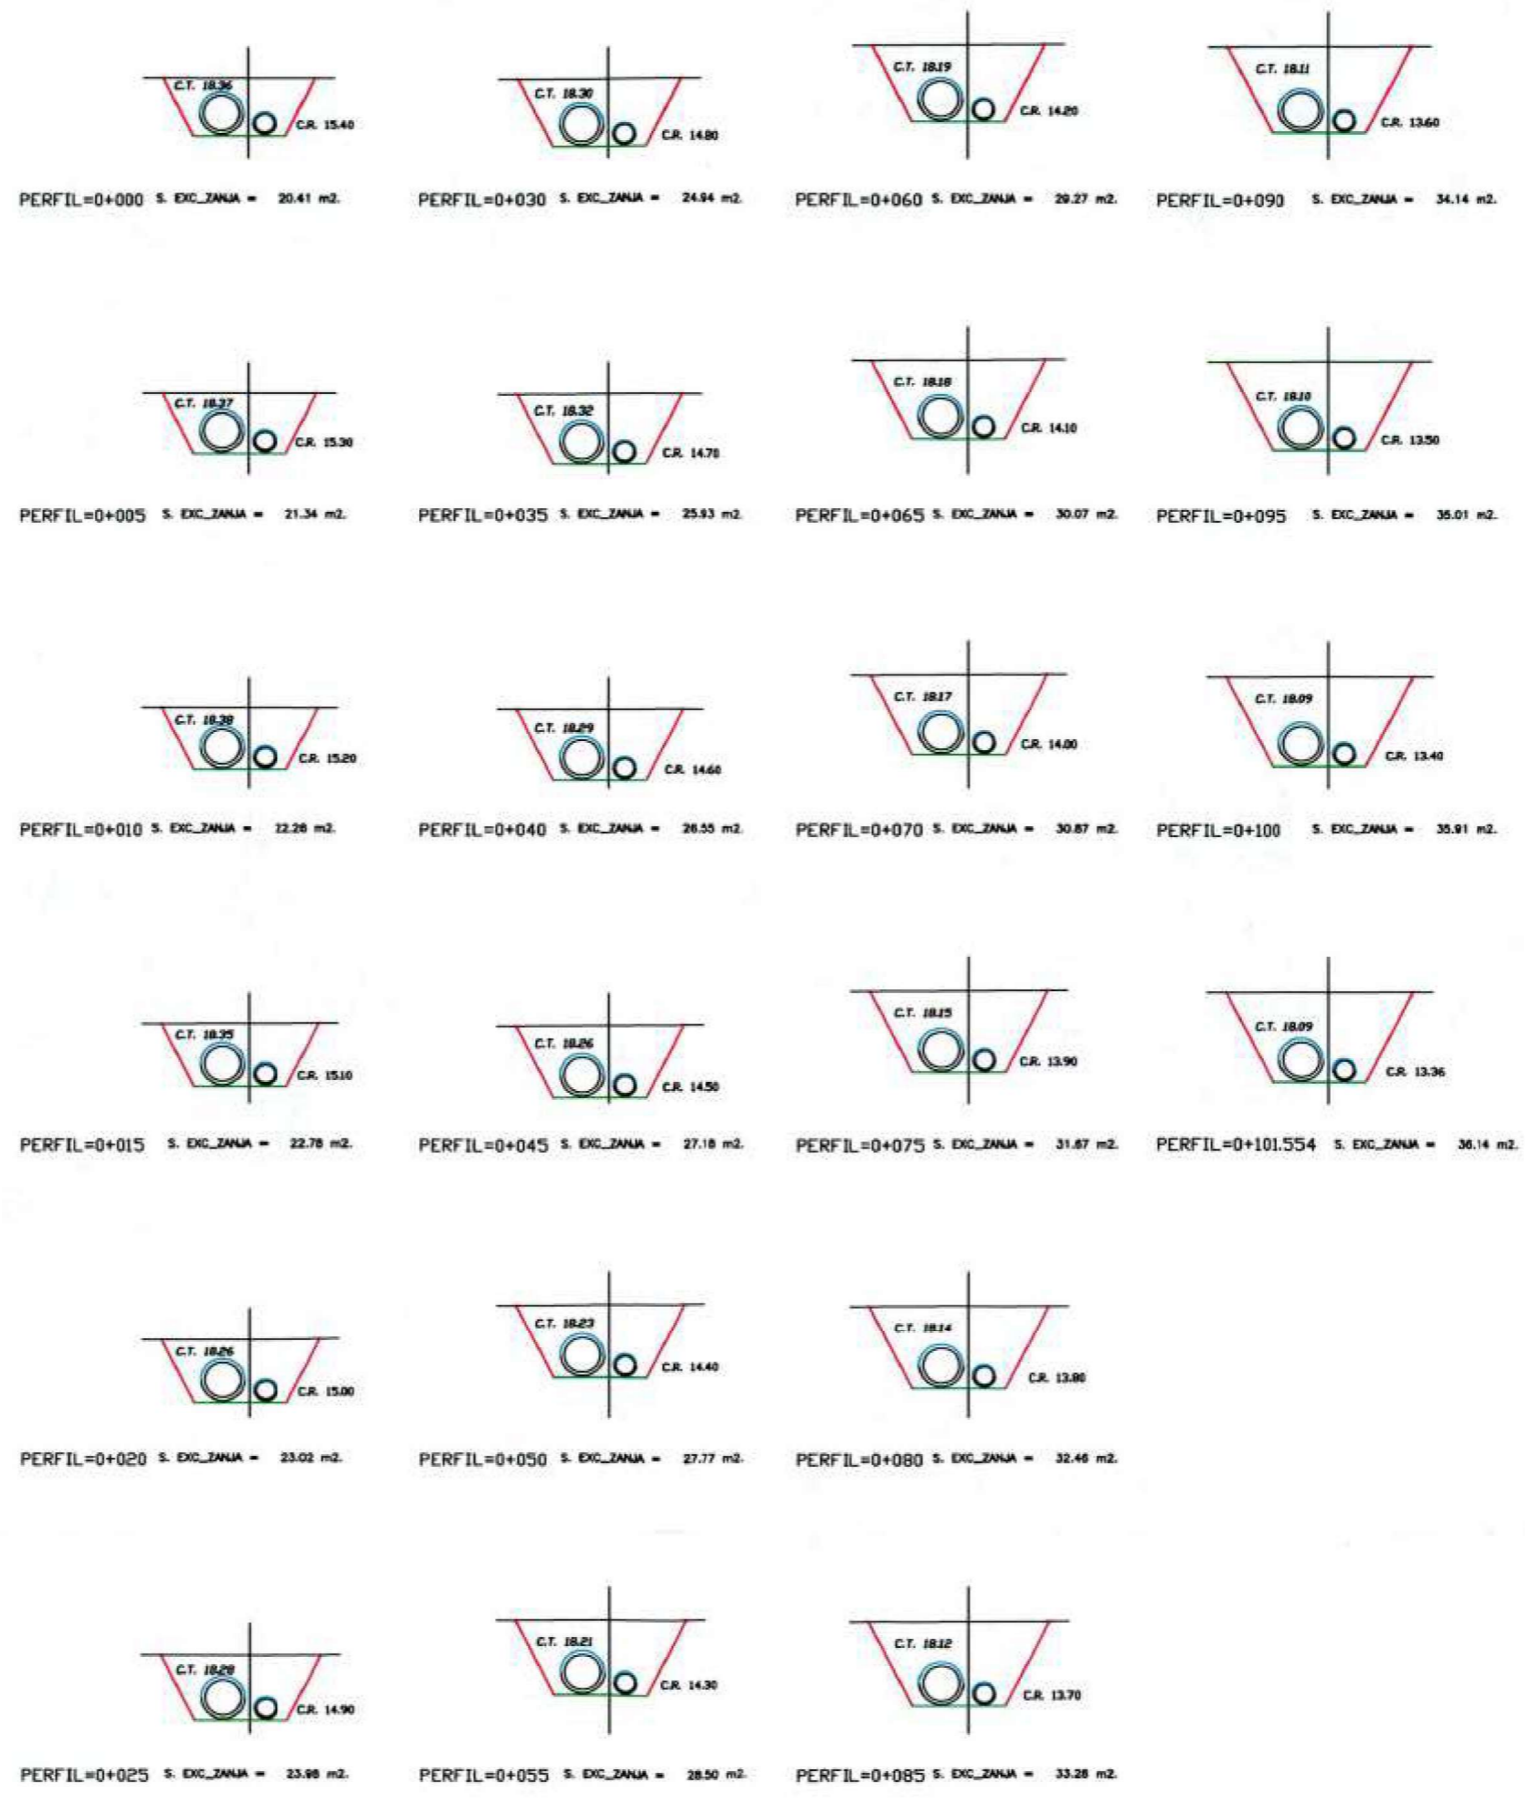 C.T. 18.36
C.R. 15.40
PERFIL=0+000 S. EXC_ZANJA = 20.41 m2.
C.T. 18.30
C.R. 14.80
PERFIL=0+030 S. EXC_ZANJA = 24.94 m2.
C.T. 18.19
C.R. 14.20
PERFIL=0+060 S. EXC_ZANJA = 29.27 m2.
C.T. 18.11
C.R. 13.60
PERFIL=0+090 S. EXC_ZANJA = 34.14 m2.
C.T. 18.37
C.R. 15.30
PERFIL=0+005 S. EXC_ZANJA = 21.34 m2.
C.T. 18.32
C.R. 14.70
PERFIL=0+035 S. EXC_ZANJA = 25.93 m2.
C.T. 18.18
C.R. 14.10
PERFIL=0+065 S. EXC_ZANJA = 30.07 m2.
C.T. 18.10
C.R. 13.50
PERFIL=0+095 S. EXC_ZANJA = 35.01 m2.
C.T. 18.38
C.R. 15.20
PERFIL=0+010 S. EXC_ZANJA = 22.26 m2.
C.T. 18.29
C.R. 14.60
PERFIL=0+040 S. EXC_ZANJA = 26.55 m2.
C.T. 18.17
C.R. 14.00
PERFIL=0+070 S. EXC_ZANJA = 30.87 m2.
C.T. 18.09
C.R. 13.40
PERFIL=0+100 S. EXC_ZANJA = 35.91 m2.
C.T. 18.35
C.R. 15.10
PERFIL=0+015 S. EXC_ZANJA = 22.78 m2.
C.T. 18.26
C.R. 14.50
PERFIL=0+045 S. EXC_ZANJA = 27.18 m2.
C.T. 18.15
C.R. 13.90
PERFIL=0+075 S. EXC_ZANJA = 31.67 m2.
C.T. 18.09
C.R. 13.36
PERFIL=0+101.554 S. EXC_ZANJA = 36.14 m2.
C.T. 18.26
C.R. 15.00
PERFIL=0+020 S. EXC_ZANJA = 23.02 m2.
C.T. 18.23
C.R. 14.40
PERFIL=0+050 S. EXC_ZANJA = 27.77 m2.
C.T. 18.14
C.R. 13.80
PERFIL=0+080 S. EXC_ZANJA = 32.46 m2.
C.T. 18.28
C.R. 14.90
PERFIL=0+025 S. EXC_ZANJA = 23.98 m2.
C.T. 18.21
C.R. 14.30
PERFIL=0+055 S. EXC_ZANJA = 28.50 m2.
C.T. 18.12
C.R. 13.70
PERFIL=0+085 S. EXC_ZANJA = 33.28 m2.